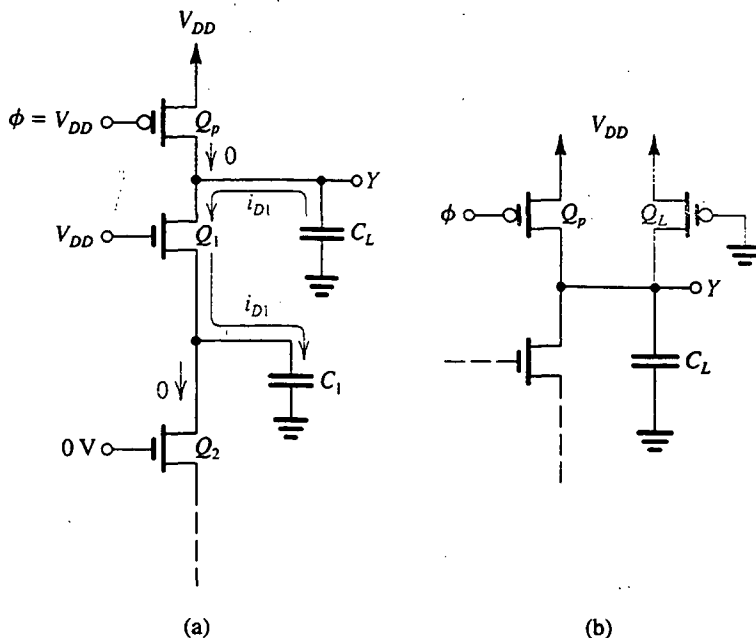 V_DD
ϕ = V_DD
Q_p
0
Y
i_D1
V_DD
Q_1
C_L
i_D1
0
C_1
0 V
Q_2
(a)
V_DD
ϕ
Q_p
Q_L
Y
C_L
(b)